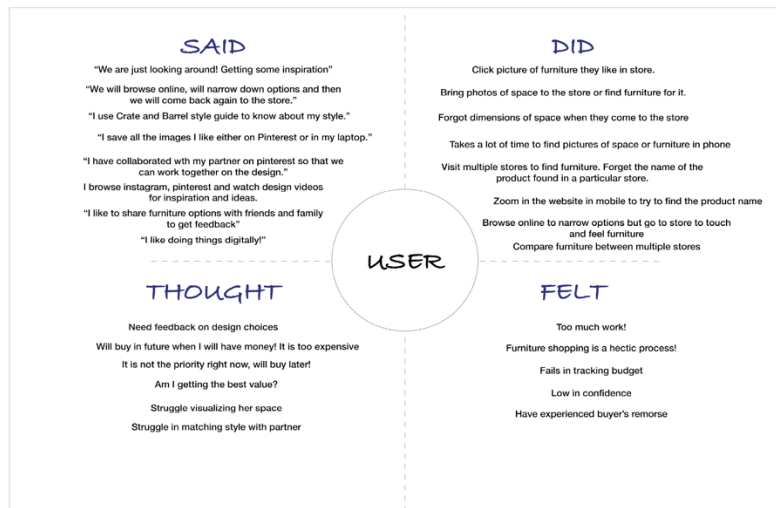 SAID
“We are just looking around! Getting some inspiration”
“We will browse online, will narrow down options and then
we will come back again to the store.”
“I use Crate and Barrel style guide to know about my style.”
“I save all the images I like either on Pinterest or in my laptop.”
“I have collaborated wth my partner on pinterest so that we
can work together on the design.”
I browse instagram, pinterest and watch design videos
for inspiration and ideas.
“I like to share furniture options with friends and family
to get feedback”
“I like doing things digitally!”
DID
Click picture of furniture they like in store.
Bring photos of space to the store or find furniture for it.
Forgot dimensions of space when they come to the store
Takes a lot of time to find pictures of space or furniture in phone
Visit multiple stores to find furniture. Forget the name of the
product found in a particular store.
Zoom in the website in mobile to try to find the product name
Browse online to narrow options but go to store to touch
and feel furniture
Compare furniture between multiple stores
USER
THOUGHT
Need feedback on design choices
Will buy in future when I will have money! It is too expensive
It is not the priority right now, will buy later!
Am I getting the best value?
Struggle visualizing her space
Struggle in matching style with partner
FELT
Too much work!
Furniture shopping is a hectic process!
Fails in tracking budget
Low in confidence
Have experienced buyer's remorse